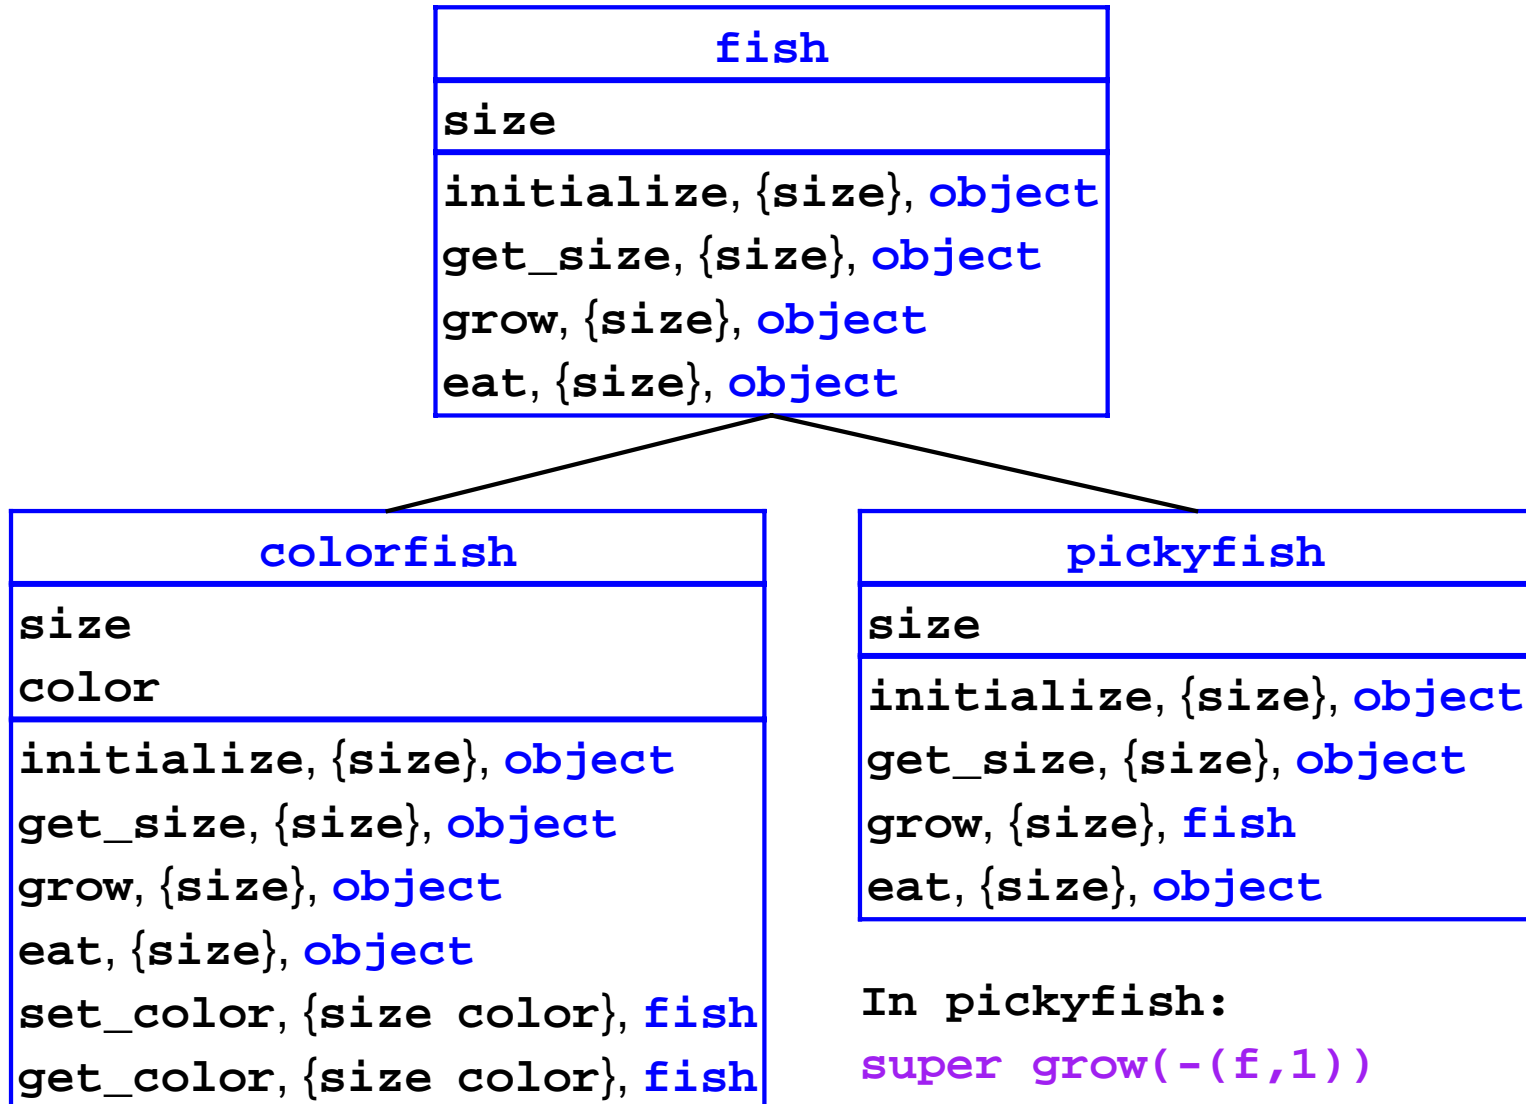 fish
size
initialize, {size}, object
get_size, {size}, object
grow, {size}, object
eat, {size}, object
colorfish
size
color
initialize, {size}, object
get_size, {size}, object
grow, {size}, object
eat, {size}, object
set_color, {size color}, fish
get_color, {size color}, fish
pickyfish
size
initialize, {size}, object
get_size, {size}, object
grow, {size}, fish
eat, {size}, object
In pickyfish:
super grow(-(f,1))